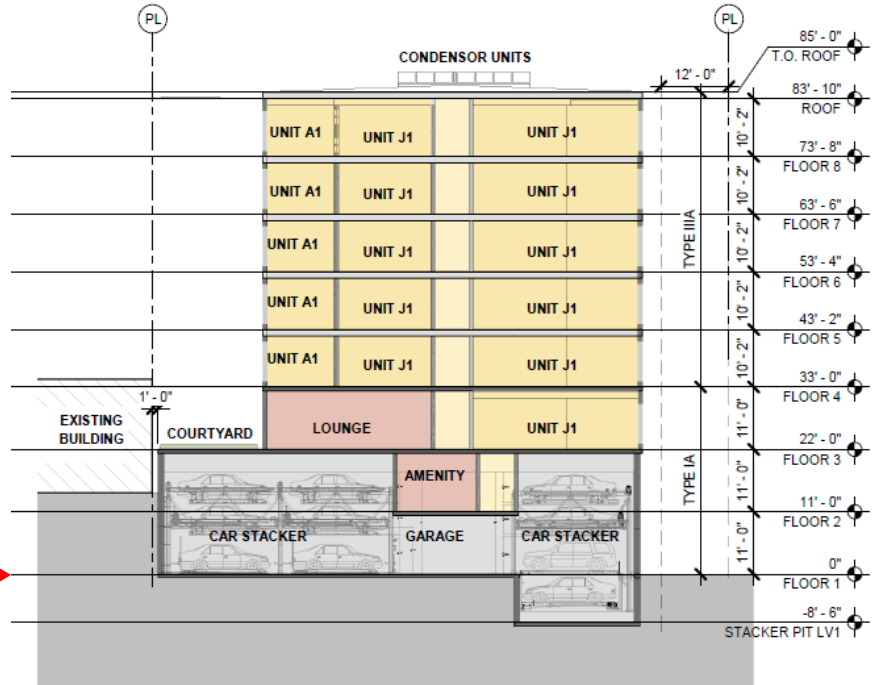 PL
PL
85' - 0"
T.O. ROOF
CONDENSOR UNITS
12' - 0"
83' - 10"
ROOF
UNIT A1
UNIT J1
UNIT J1
10' - 2"
73' - 8"
FLOOR 8
UNIT A1
UNIT J1
UNIT J1
10' - 2"
63' - 6"
FLOOR 7
TYPE IIIA
UNIT A1
UNIT J1
UNIT J1
10' - 2"
53' - 4"
FLOOR 6
UNIT A1
UNIT J1
UNIT J1
10' - 2"
43' - 2"
FLOOR 5
UNIT A1
UNIT J1
UNIT J1
10' - 2"
33' - 0"
FLOOR 4
1' - 0"
EXISTING
BUILDING
COURTYARD
LOUNGE
UNIT J1
11' - 0"
22' - 0"
FLOOR 3
AMENITY
TYPE IA
11' - 0"
11' - 0"
FLOOR 2
CAR STACKER
GARAGE
CAR STACKER
11' - 0"
0"
FLOOR 1
-8' - 6"
STACKER PIT LV1